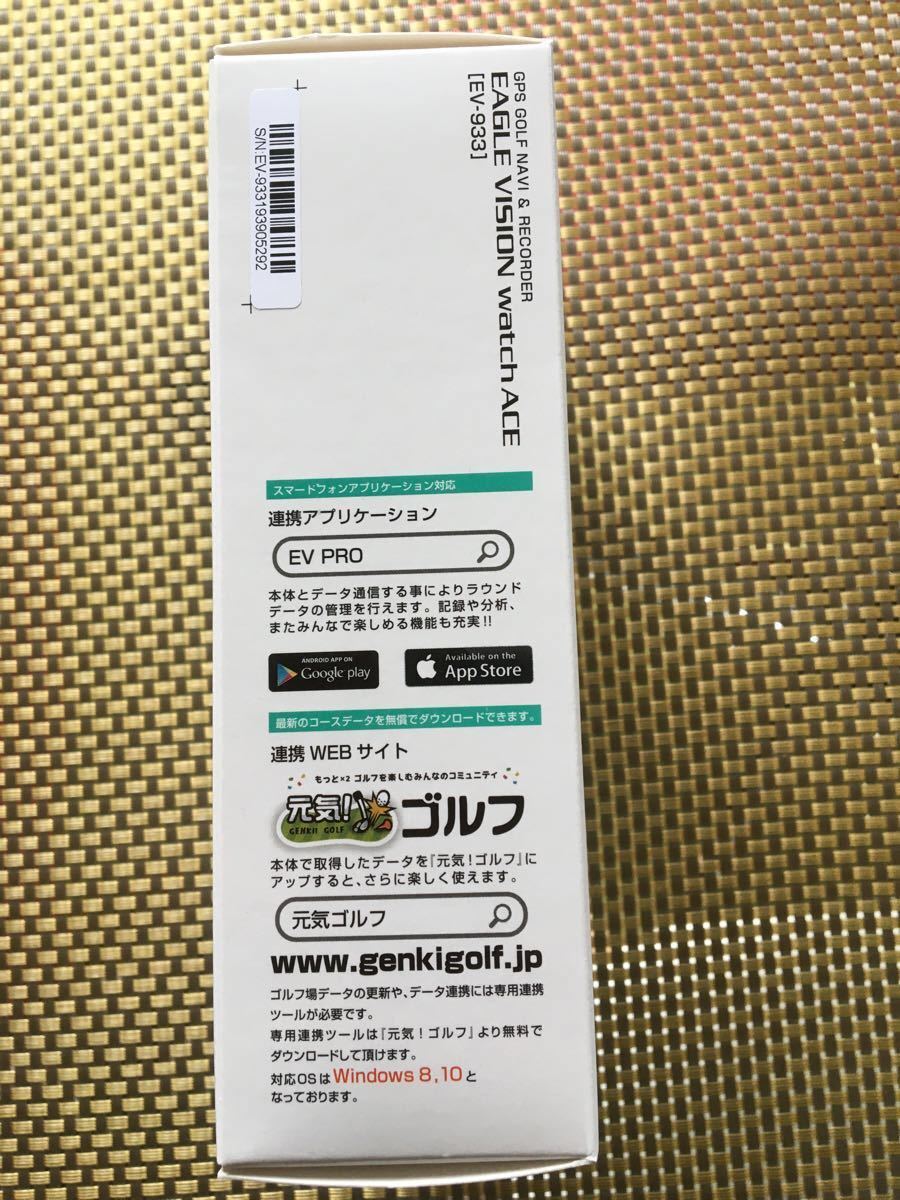 GPS GOLF NAVI & RECORDER
EAGLE VISION watch ACE
[EV-933]
S/N:EV-933193905292
スマートフォンアプリケーション対応
連携アプリケーション
EV PRO
本体とデータ通信する事によりラウンド
データの管理を行えます。記録や分析、
またみんなで楽しめる機能も充実!!
ANDROID APP ON
Google play
Available on the
App Store
最新のコースデータを無償でダウンロードできます。
連携 WEB サイト
もっと×2 ゴルフを楽しむみんなのコミュニティ
元気!
GENKI! GOLF
ゴルフ
本体で取得したデータを『元気!ゴルフ』に
アップすると、さらに楽しく使えます。
元気ゴルフ
www.genkigolf.jp
ゴルフ場データの更新や、データ連携には専用連携
ツールが必要です。
専用連携ツールは『元気!ゴルフ』より無料で
ダウンロードして頂けます。
対応OSはWindows 8,10と
なっております。